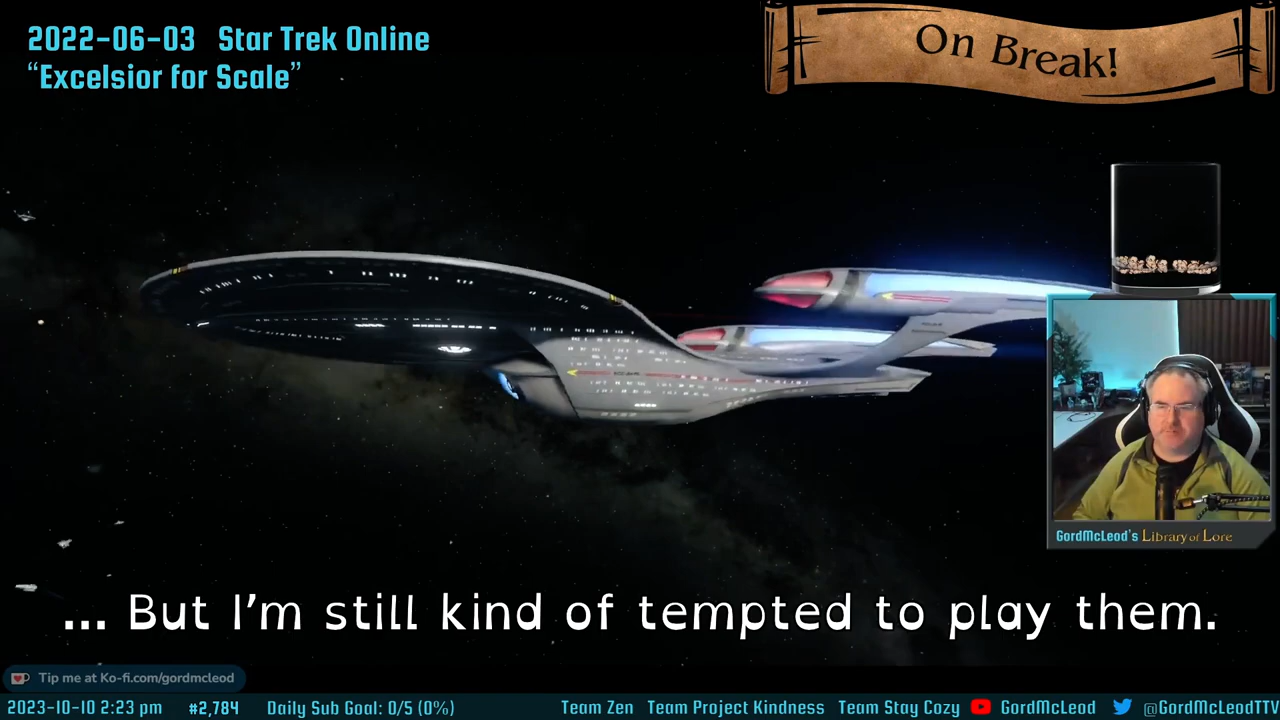 2022-06-03 Star Trek Online
“Excelsior for Scale”
On Break!
GordMcLeod's Library of Lore
... But I’m still kind of tempted to play them.
Tip me at Ko-fi.com/gordmcleod
2023-10-10 2:23 pm #2,784 Daily Sub Goal: 0/5 (0%) Team Zen Team Project Kindness Team Stay Cozy GordMcLeod @GordMcLeodTTV